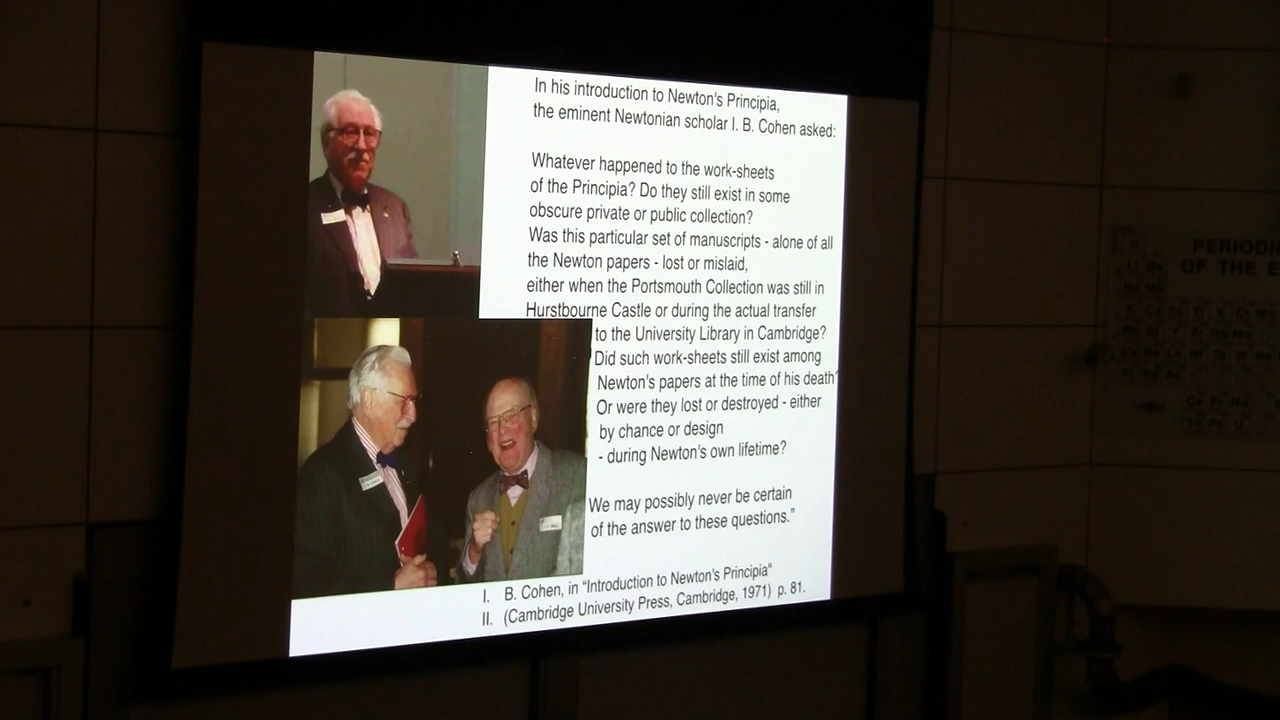 In his introduction to Newton's Principia,
the eminent Newtonian scholar I. B. Cohen asked:
Whatever happened to the work-sheets
of the Principia? Do they still exist in some
obscure private or public collection?
Was this particular set of manuscripts - alone of all
the Newton papers - lost or mislaid,
either when the Portsmouth Collection was still in
Hurstbourne Castle or during the actual transfer
to the University Library in Cambridge?
Did such work-sheets still exist among
Newton's papers at the time of his death?
Or were they lost or destroyed - either
by chance or design
- during Newton's own lifetime?
We may possibly never be certain
of the answer to these questions.”
I. B. Cohen, in “Introduction to Newton's Principia"
II. (Cambridge University Press, Cambridge, 1971) p. 81.
PERIODI
OF THE E